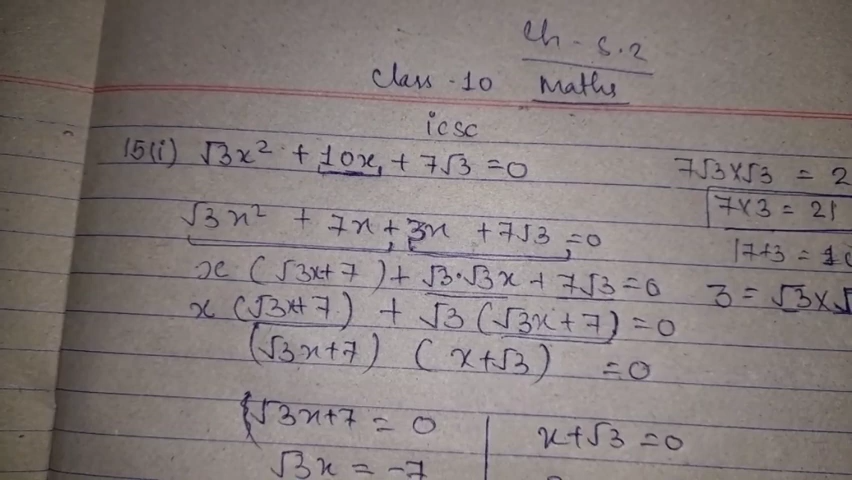 Ch - 5.2
Class - 10 Maths
icsc
15(i) √3x² + 10x + 7√3 = 0
7√3×√3 = 2
7×3 = 21
7+3 = 10
√3x² + 7x + 3x + 7√3 = 0
x (√3x+7) + √3·√3x + 7√3 = 0
3 = √3×√
x (√3x+7) + √3 (√3x+7) = 0
(√3x+7) (x+√3) = 0
√3x+7 = 0
x+√3 = 0
√3x = -7